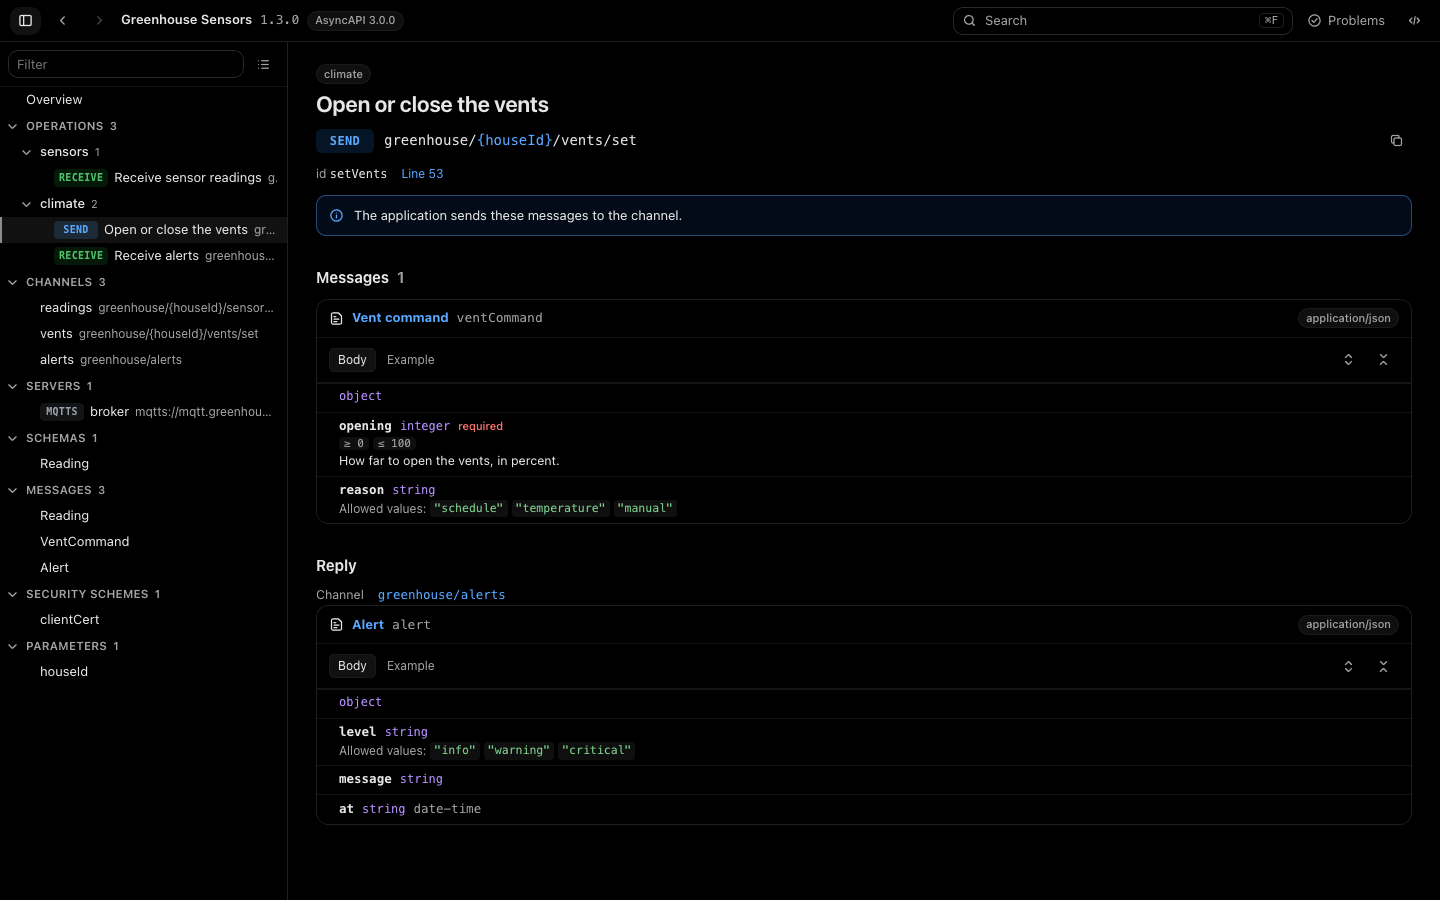 Greenhouse Sensors 1.3.0 AsyncAPI 3.0.0
Search ⌘F Problems
Filter
Overview
OPERATIONS 3
sensors 1
RECEIVE Receive sensor readings g.
climate 2
SEND Open or close the vents gr...
RECEIVE Receive alerts greenhous...
CHANNELS 3
readings greenhouse/{houseId}/sensor...
vents greenhouse/{houseId}/vents/set
alerts greenhouse/alerts
SERVERS 1
MQTTS broker mqtts://mqtt.greenhou...
SCHEMAS 1
Reading
MESSAGES 3
Reading
VentCommand
Alert
SECURITY SCHEMES 1
clientCert
PARAMETERS 1
houseId
climate
Open or close the vents
SEND greenhouse/{houseId}/vents/set
id setVents Line 53
The application sends these messages to the channel.
Messages 1
Vent command ventCommand application/json
Body Example
object
opening integer required
≥ 0 ≤ 100
How far to open the vents, in percent.
reason string
Allowed values: "schedule" "temperature" "manual"
Reply
Channel greenhouse/alerts
Alert alert application/json
Body Example
object
level string
Allowed values: "info" "warning" "critical"
message string
at string date-time